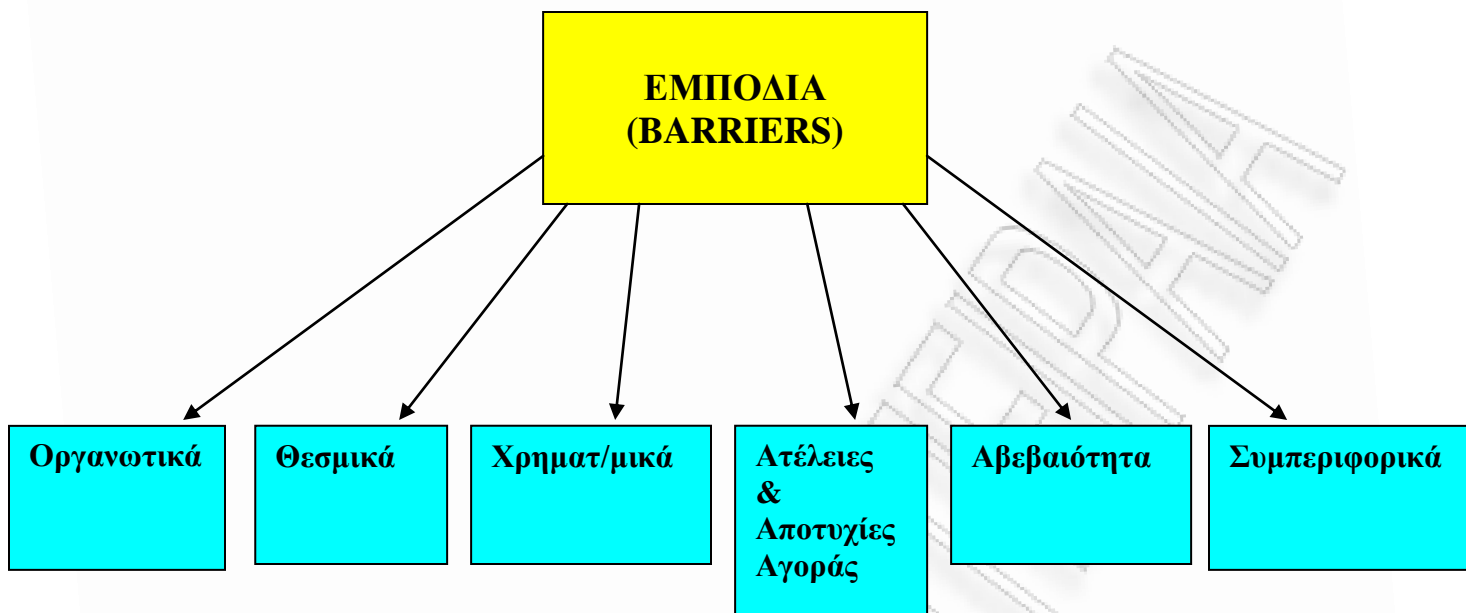 ΕΜΠΟΔΙΑ
(BARRIERS)
Οργανωτικά
Θεσμικά
Χρηματ/μικά
Ατέλειες
&
Αποτυχίες
Αγοράς
Αβεβαιότητα
Συμπεριφορικά